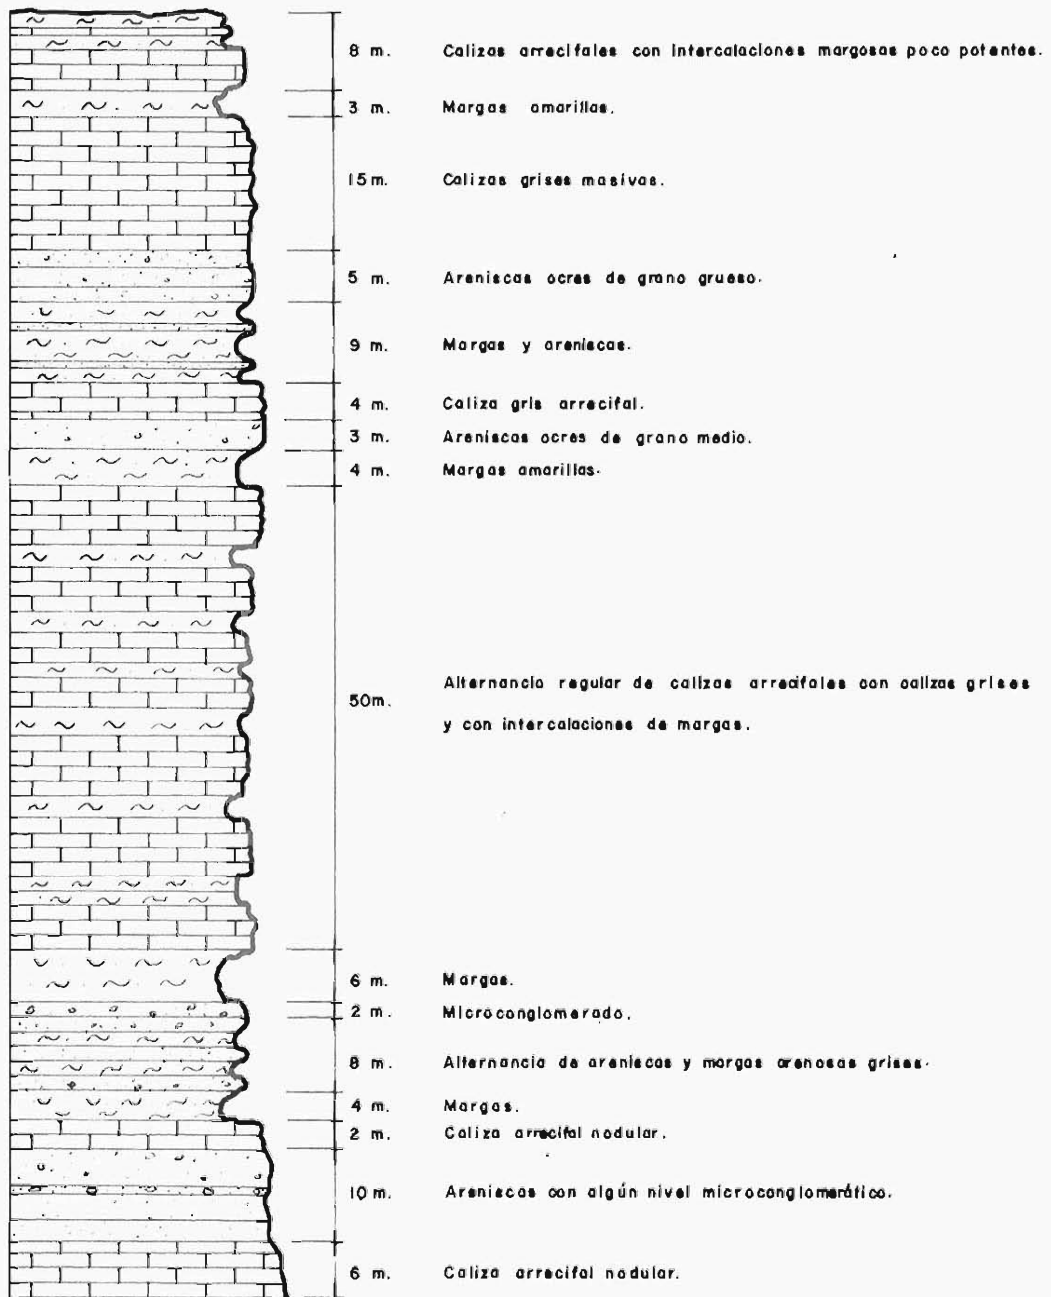 8 m. Calizas arrecifales con intercalaciones margosas poco potentes.
3 m. Margas amarillas.
15 m. Calizas grises masivas.
5 m. Areniscas ocres de grano grueso.
9 m. Margas y areniscas.
4 m. Caliza gris arrecifal.
3 m. Areniscas ocres de grano medio.
4 m. Margas amarillas.
50 m. Alternancia regular de calizas arrecifales con calizas grises
y con intercalaciones de margas.
6 m. Margas.
2 m. Microconglomerado.
8 m. Alternancia de areniscas y margas arenosas grises.
4 m. Margas.
2 m. Caliza arrecifal nodular.
10 m. Areniscas con algún nivel microconglomerático.
6 m. Caliza arrecifal nodular.